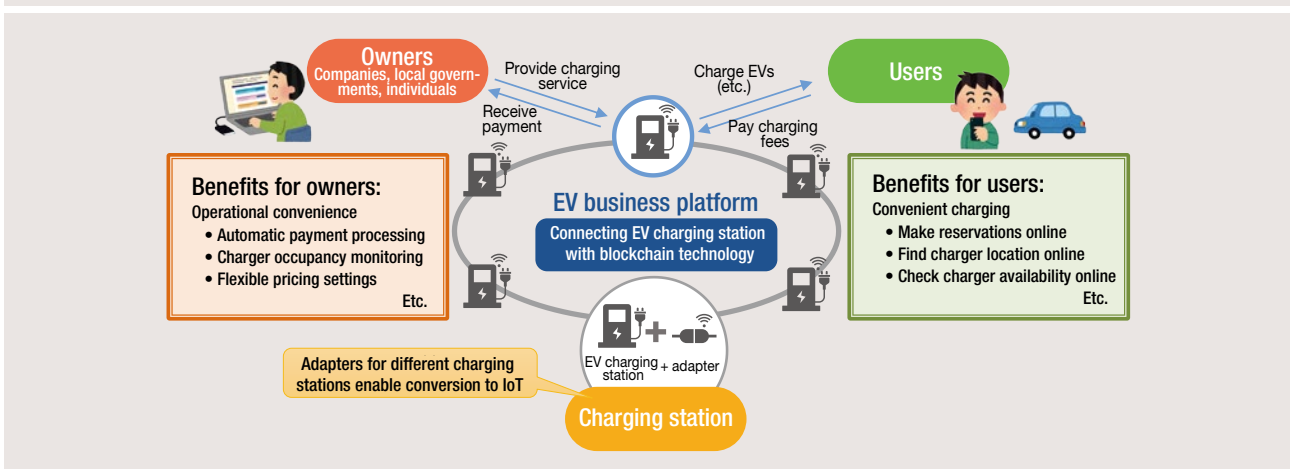 Owners
Companies, local govern-
ments, individuals
Provide charging
service
Receive
payment
Charge EVs
(etc.)
Pay charging
fees
Users
Benefits for owners:
Operational convenience
• Automatic payment processing
• Charger occupancy monitoring
• Flexible pricing settings
Etc.
EV business platform
Connecting EV charging station
with blockchain technology
Benefits for users:
Convenient charging
• Make reservations online
• Find charger location online
• Check charger availability online
Etc.
Adapters for different charging
stations enable conversion to IoT
+
EV charging
station
+ adapter
Charging station